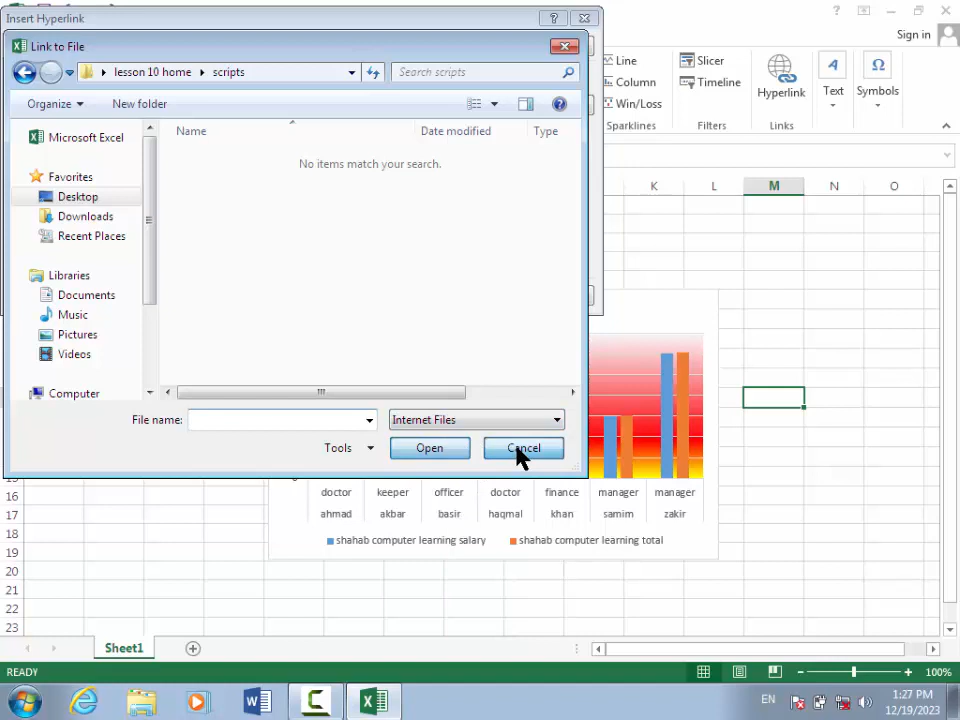 Insert Hyperlink
Sign in
Link to File
lesson 10 home
scripts
Search scripts
Organize
New folder
Microsoft Excel
Favorites
Desktop
Downloads
Recent Places
Libraries
Documents
Music
Pictures
Videos
Computer
Name
Date modified
Type
No items match your search.
File name:
Internet Files
Tools
Open
Cancel
Line
Column
Win/Loss
Sparklines
Slicer
Timeline
Filters
Hyperlink
Links
Text
Symbols
K L M N O
16
17
18
19
20
21
22
23
doctor keeper officer doctor finance manager manager
ahmad akbar basir haqmal khan samim zakir
shahab computer learning salary
shahab computer learning total
Sheet1
READY
100%
EN
1:27 PM
12/19/2023